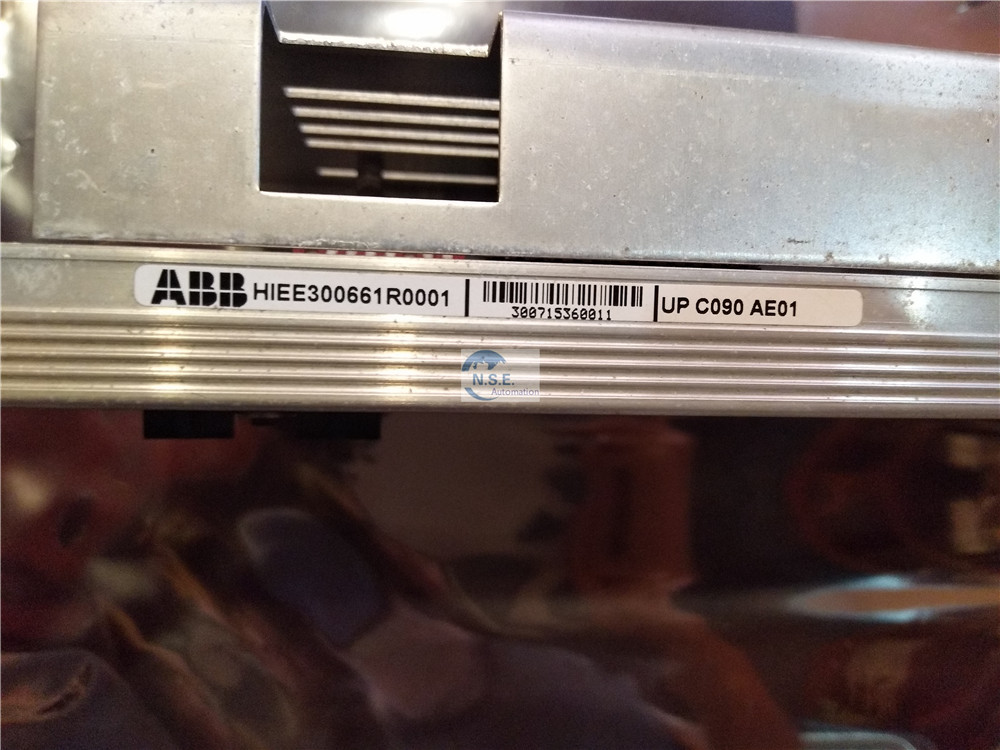 ABB HIEE300661R0001 300715360011 UP C090 AE01
N.S.E.
Automation